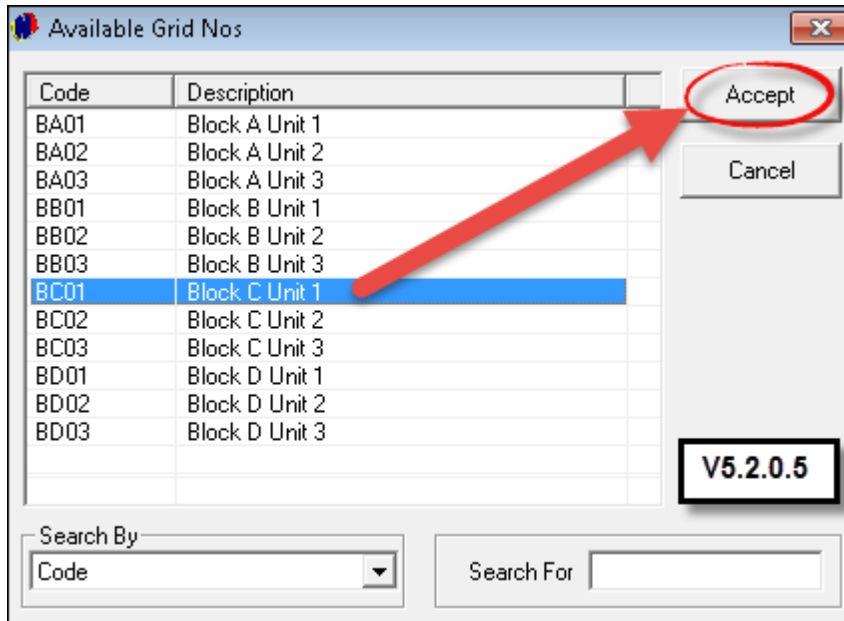 Available Grid Nos
Code Description
BA01 Block A Unit 1
BA02 Block A Unit 2
BA03 Block A Unit 3
BB01 Block B Unit 1
BB02 Block B Unit 2
BB03 Block B Unit 3
BC01 Block C Unit 1
BC02 Block C Unit 2
BC03 Block C Unit 3
BD01 Block D Unit 1
BD02 Block D Unit 2
BD03 Block D Unit 3
Accept
Cancel
V5.2.0.5
Search By
Code
Search For